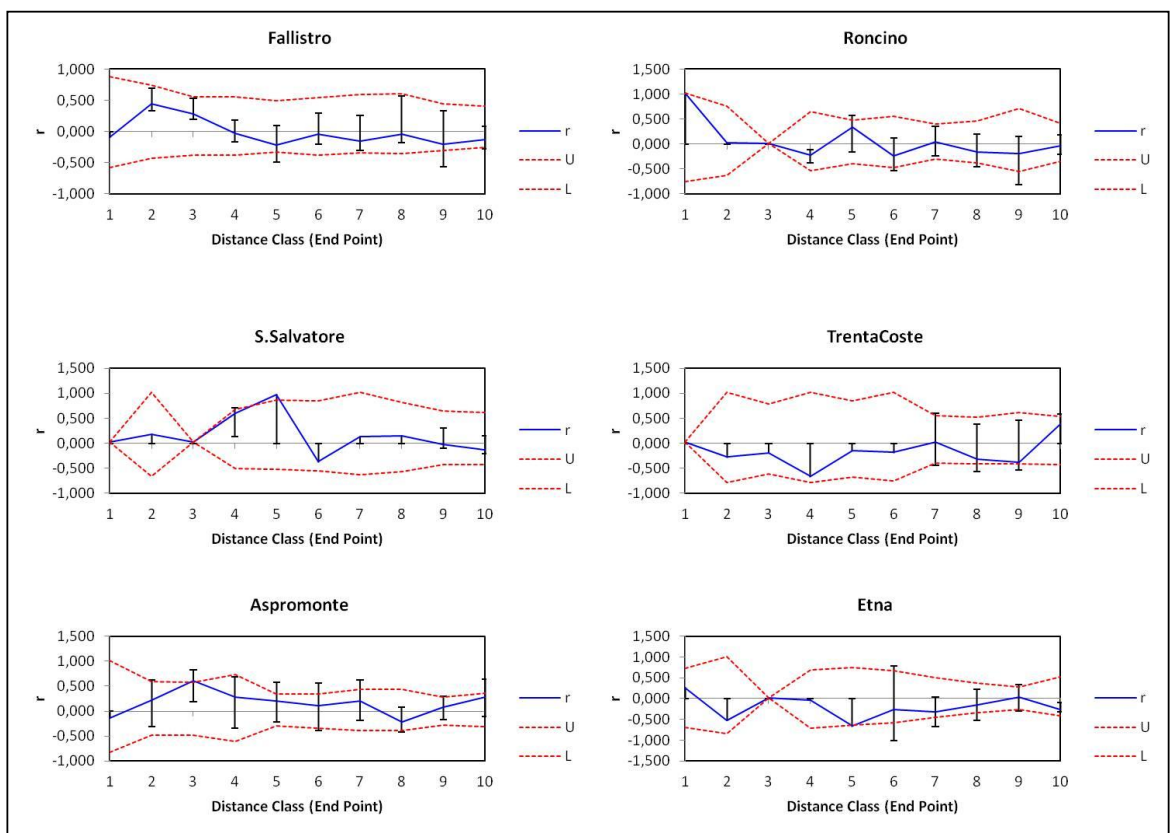 Fallistro
1,000
0,500
0,000
-0,500
-1,000
r
1 2 3 4 5 6 7 8 9 10
Distance Class (End Point)
r
U
L
Roncino
1,500
1,000
0,500
0,000
-0,500
-1,000
r
1 2 3 4 5 6 7 8 9 10
Distance Class (End Point)
r
U
L
S.Salvatore
1,500
1,000
0,500
0,000
-0,500
-1,000
r
1 2 3 4 5 6 7 8 9 10
Distance Class (End Point)
r
U
L
TrentaCoste
1,500
1,000
0,500
0,000
-0,500
-1,000
r
1 2 3 4 5 6 7 8 9 10
Distance Class (End Point)
r
U
L
Aspromonte
1,500
1,000
0,500
0,000
-0,500
-1,000
r
1 2 3 4 5 6 7 8 9 10
Distance Class (End Point)
r
U
L
Etna
1,500
1,000
0,500
0,000
-0,500
-1,000
-1,500
r
1 2 3 4 5 6 7 8 9 10
Distance Class (End Point)
r
U
L